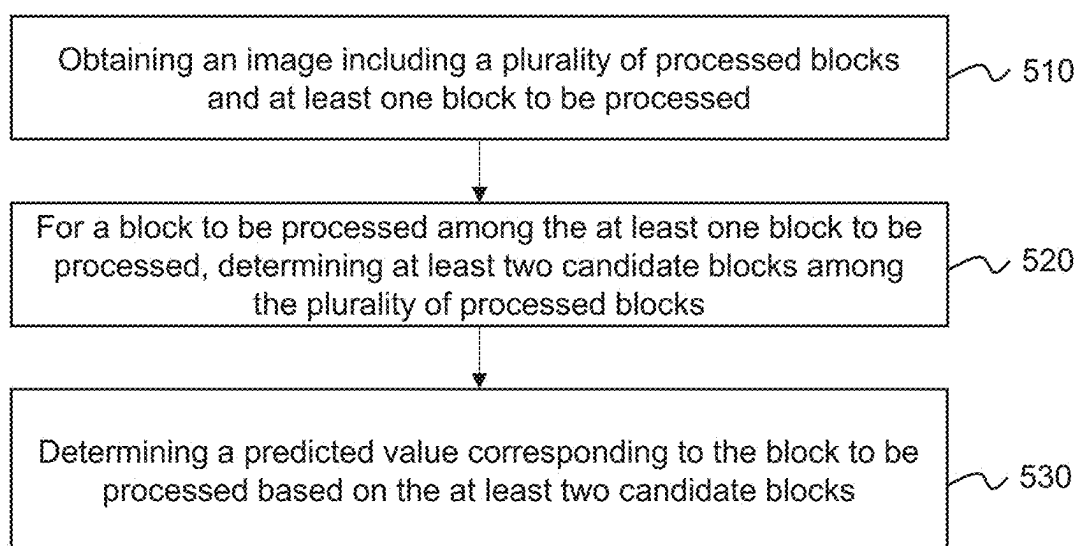 Obtaining an image including a plurality of processed blocks
and at least one block to be processed
510
For a block to be processed among the at least one block to be
processed, determining at least two candidate blocks among
the plurality of processed blocks
520
Determining a predicted value corresponding to the block to be
processed based on the at least two candidate blocks
530